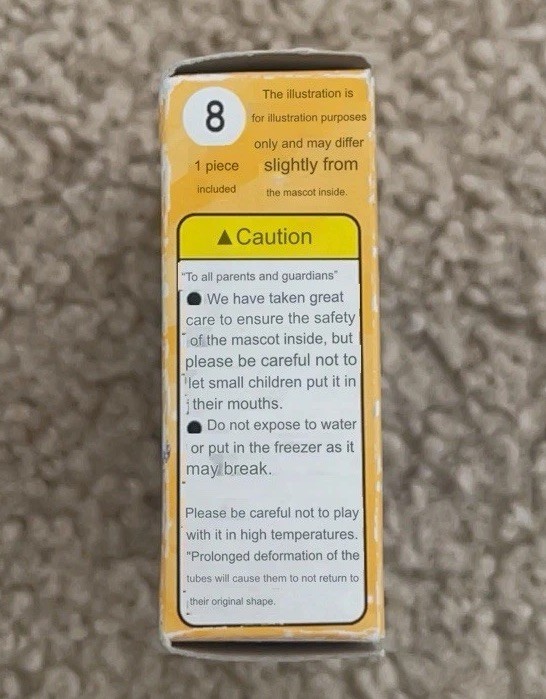 8
1 piece
included
The illustration is
for illustration purposes
only and may differ
slightly from
the mascot inside.
▲Caution
"To all parents and guardians"
● We have taken great
care to ensure the safety
of the mascot inside, but
please be careful not to
let small children put it in
their mouths.
● Do not expose to water
or put in the freezer as it
may break.
Please be careful not to play
with it in high temperatures.
"Prolonged deformation of the
tubes will cause them to not return to
their original shape.